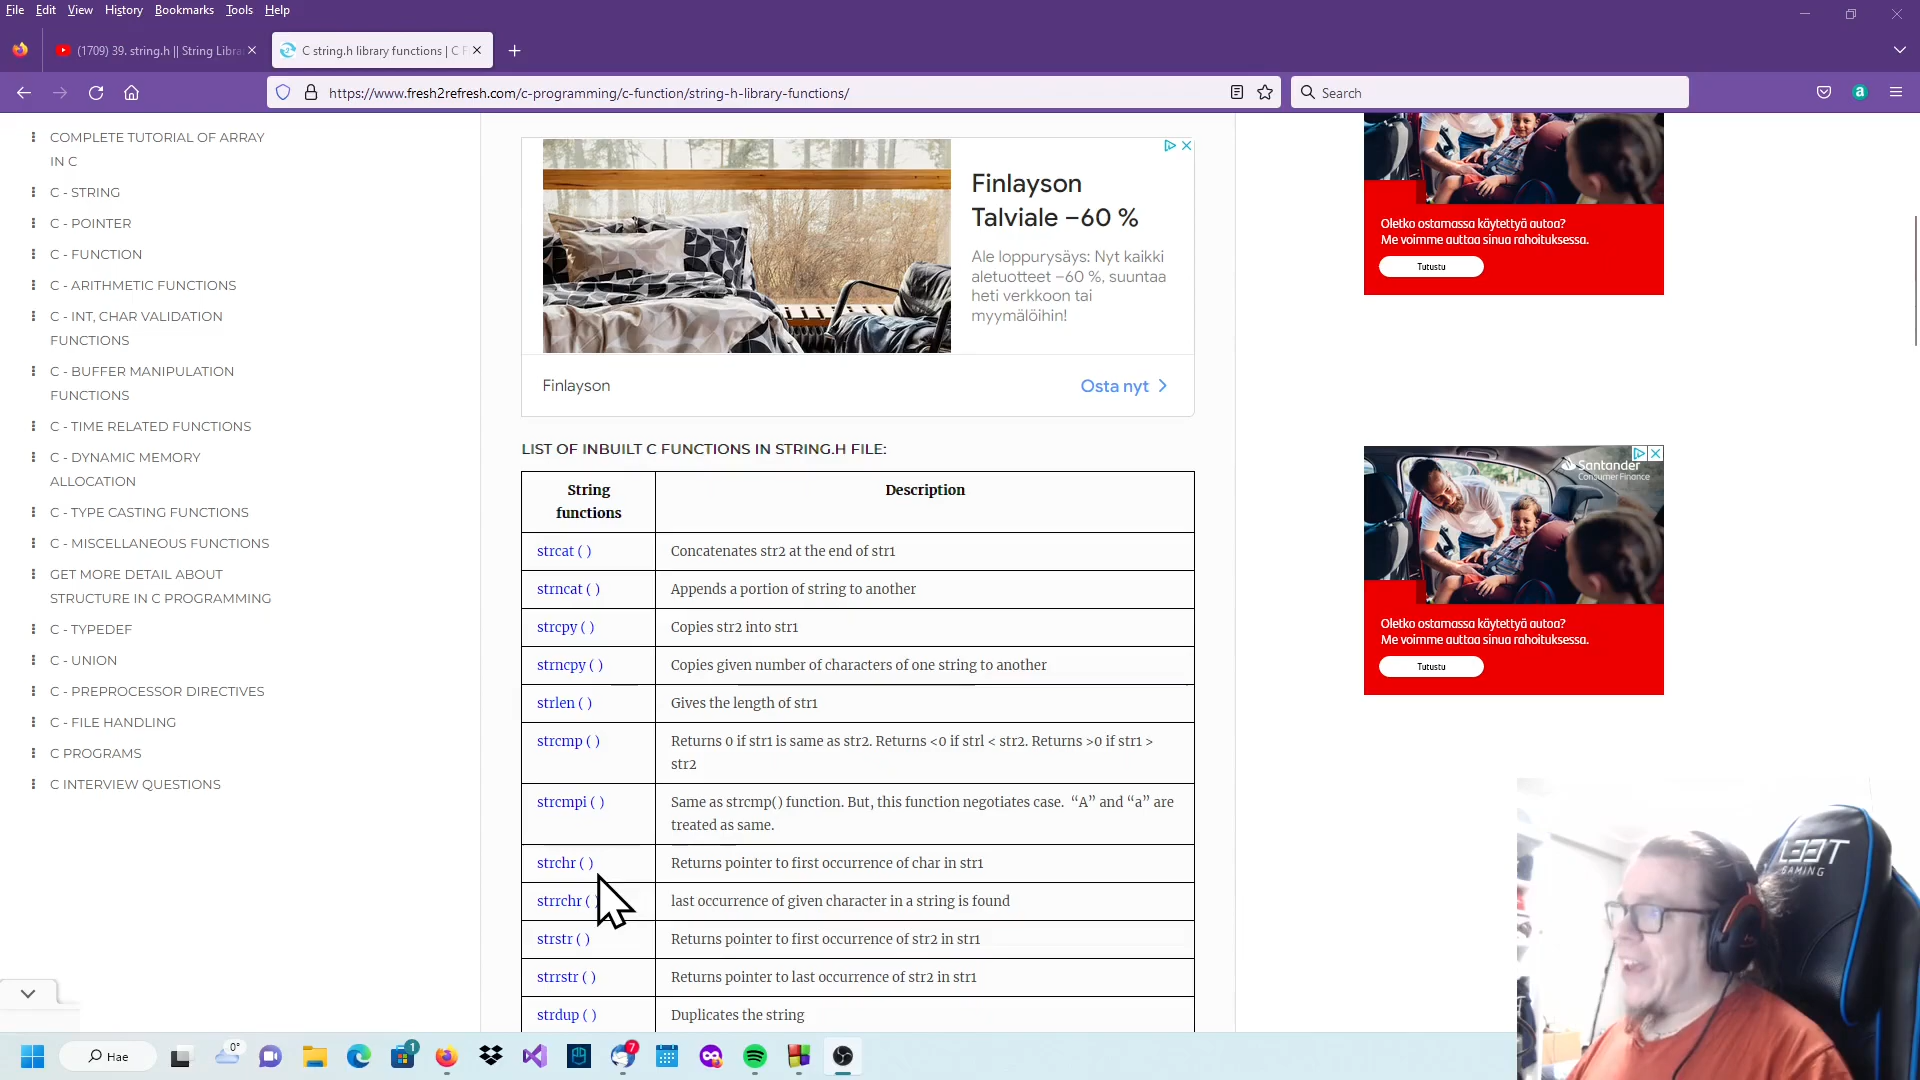 File Edit View History Bookmarks Tools Help
(1709) 39. string.h || String Libra
C string.h library functions | C F
https://www.fresh2refresh.com/c-programming/c-function/string-h-library-functions/
Search
a
COMPLETE TUTORIAL OF ARRAY
IN C
C - STRING
C - POINTER
C - FUNCTION
C - ARITHMETIC FUNCTIONS
C - INT, CHAR VALIDATION
FUNCTIONS
C - BUFFER MANIPULATION
FUNCTIONS
C - TIME RELATED FUNCTIONS
C - DYNAMIC MEMORY
ALLOCATION
C - TYPE CASTING FUNCTIONS
C - MISCELLANEOUS FUNCTIONS
GET MORE DETAIL ABOUT
STRUCTURE IN C PROGRAMMING
C - TYPEDEF
C - UNION
C - PREPROCESSOR DIRECTIVES
C - FILE HANDLING
C PROGRAMS
C INTERVIEW QUESTIONS
Finlayson
Talviale –60 %
Ale loppurysäys: Nyt kaikki
aletuotteet –60 %, suuntaa
heti verkkoon tai
myymälöihin!
Finlayson
Osta nyt
LIST OF INBUILT C FUNCTIONS IN STRING.H FILE:
String
functions
Description
strcat ( ) Concatenates str2 at the end of str1
strncat ( ) Appends a portion of string to another
strcpy ( ) Copies str2 into str1
strncpy ( ) Copies given number of characters of one string to another
strlen ( ) Gives the length of str1
strcmp ( ) Returns 0 if str1 is same as str2. Returns <0 if strl < str2. Returns >0 if str1 >
str2
strcmpi ( ) Same as strcmp() function. But, this function negotiates case. “A” and “a” are
treated as same.
strchr ( ) Returns pointer to first occurrence of char in str1
strrchr ( last occurrence of given character in a string is found
strstr ( ) Returns pointer to first occurrence of str2 in str1
strrstr ( ) Returns pointer to last occurrence of str2 in str1
strdup ( ) Duplicates the string
Oletko ostamassa käytettyä autoa?
Me voimme auttaa sinua rahoituksessa.
Tutustu
Santander
Consumer Finance
Oletko ostamassa käytettyä autoa?
Me voimme auttaa sinua rahoituksessa.
Tutustu
L33T
GAMING
Hae
0°
1
7